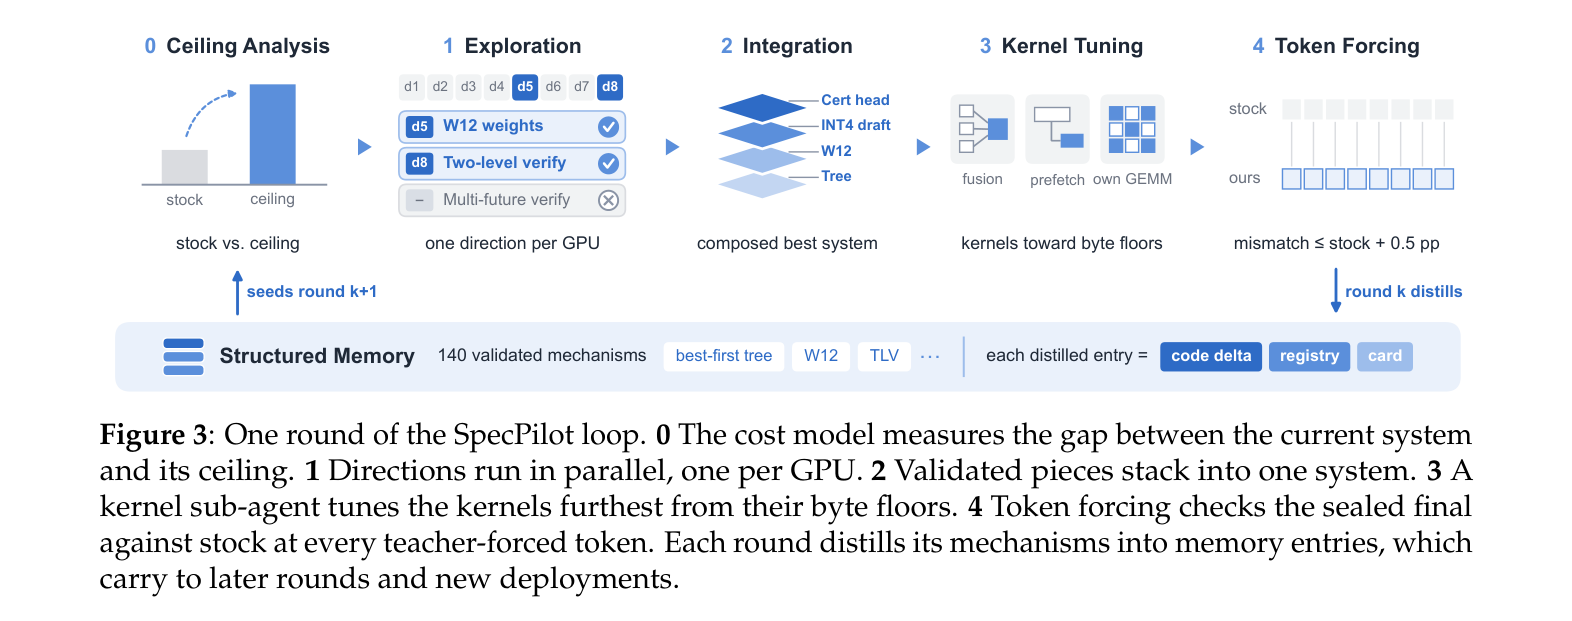 0 Ceiling Analysis
1 Exploration
2 Integration
3 Kernel Tuning
4 Token Forcing
stock
ceiling
stock vs. ceiling
d1 d2 d3 d4 d5 d6 d7 d8
d5 W12 weights
d8 Two-level verify
– Multi-future verify
one direction per GPU
Cert head
INT4 draft
W12
Tree
composed best system
fusion
prefetch
own GEMM
kernels toward byte floors
stock
ours
mismatch ≤ stock + 0.5 pp
seeds round k+1
round k distills
Structured Memory 140 validated mechanisms best-first tree W12 TLV ··· each distilled entry = code delta registry card
Figure 3: One round of the SpecPilot loop. 0 The cost model measures the gap between the current system
and its ceiling. 1 Directions run in parallel, one per GPU. 2 Validated pieces stack into one system. 3 A
kernel sub-agent tunes the kernels furthest from their byte floors. 4 Token forcing checks the sealed final
against stock at every teacher-forced token. Each round distills its mechanisms into memory entries, which
carry to later rounds and new deployments.